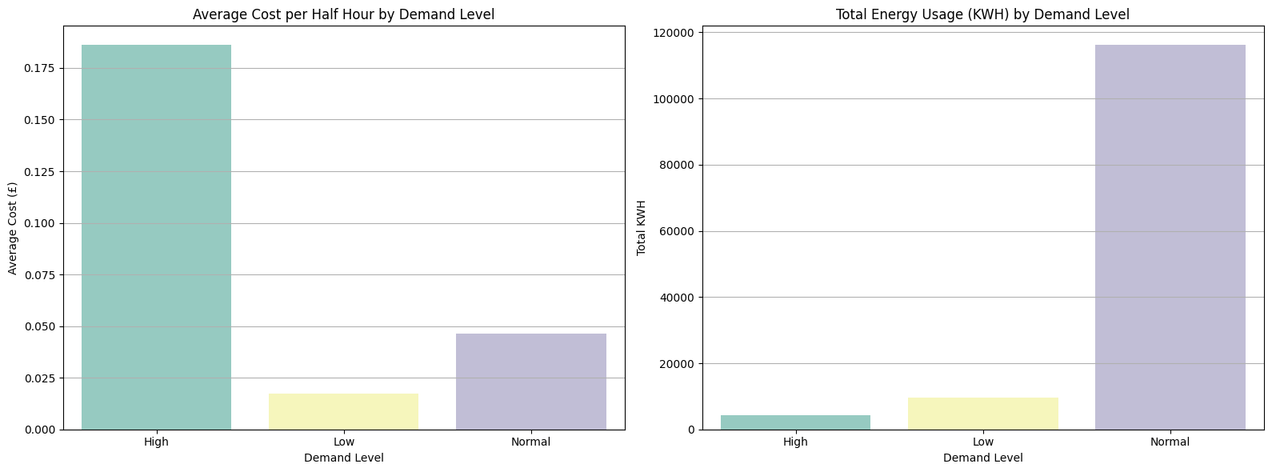 Average Cost per Half Hour by Demand Level
0.175
0.150
0.125
0.100
0.075
0.050
0.025
0.000
Average Cost (£)
High
Low
Normal
Demand Level
Total Energy Usage (KWH) by Demand Level
120000
100000
80000
60000
40000
20000
0
Total KWH
High
Low
Normal
Demand Level